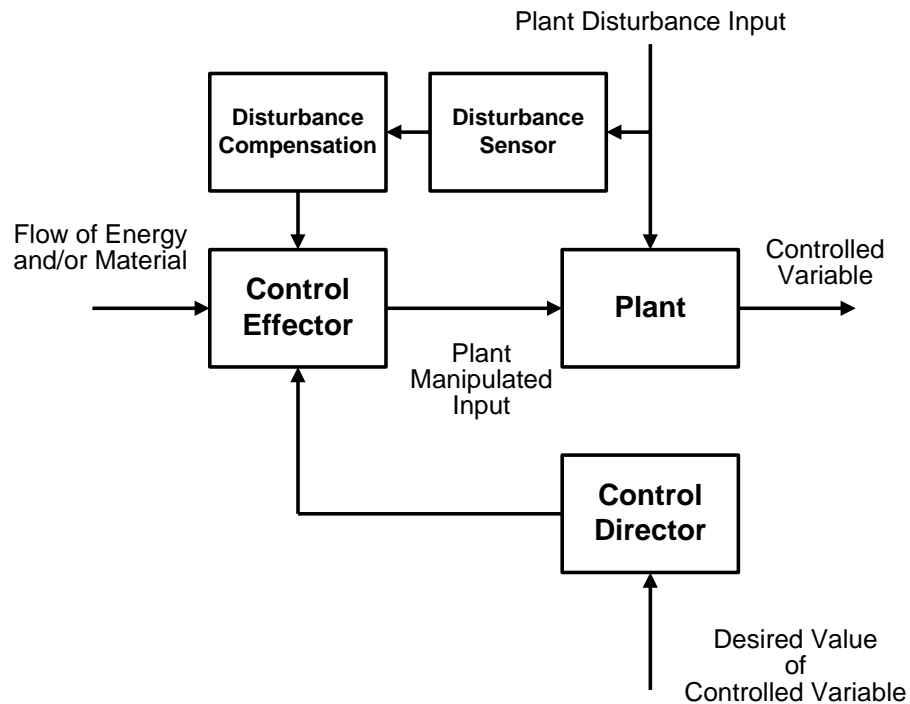 Plant Disturbance Input
Disturbance
Compensation
Disturbance
Sensor
Flow of Energy
and/or Material
Control
Effector
Plant
Manipulated
Input
Plant
Controlled
Variable
Control
Director
Desired Value
of
Controlled Variable